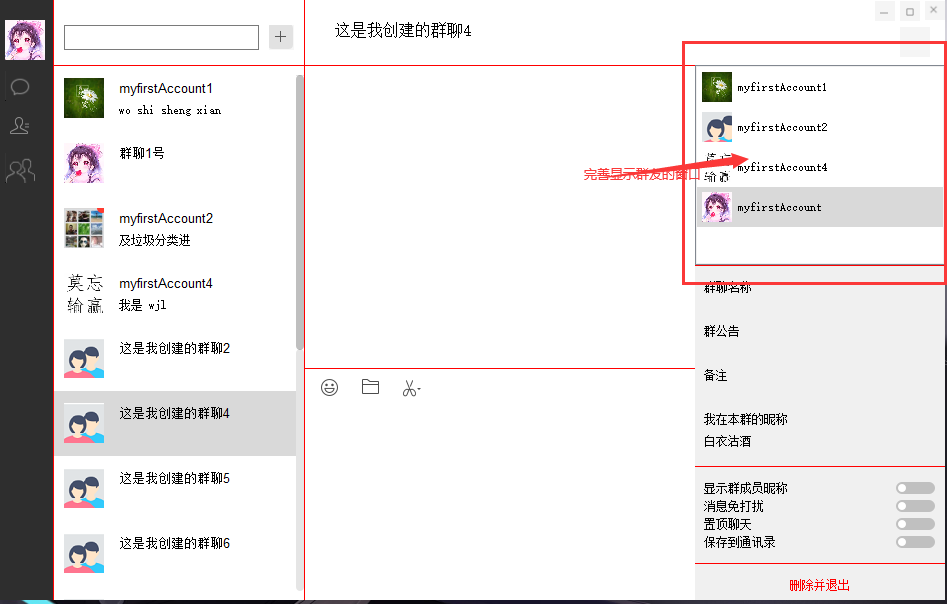 这是我创建的群聊4
myfirstAccount1
wo shi sheng xian
群聊1号
myfirstAccount2
及垃圾分类进
myfirstAccount4
莫忘
输赢
我是 wjl
这是我创建的群聊2
这是我创建的群聊4
这是我创建的群聊5
这是我创建的群聊6
myfirstAccount1
myfirstAccount2
完善显示群友的窗口
莫忘
输赢
myfirstAccount4
myfirstAccount
群聊名称
群公告
备注
我在本群的昵称
白衣沽酒
显示群成员昵称
消息免打扰
置顶聊天
保存到通讯录
删除并退出